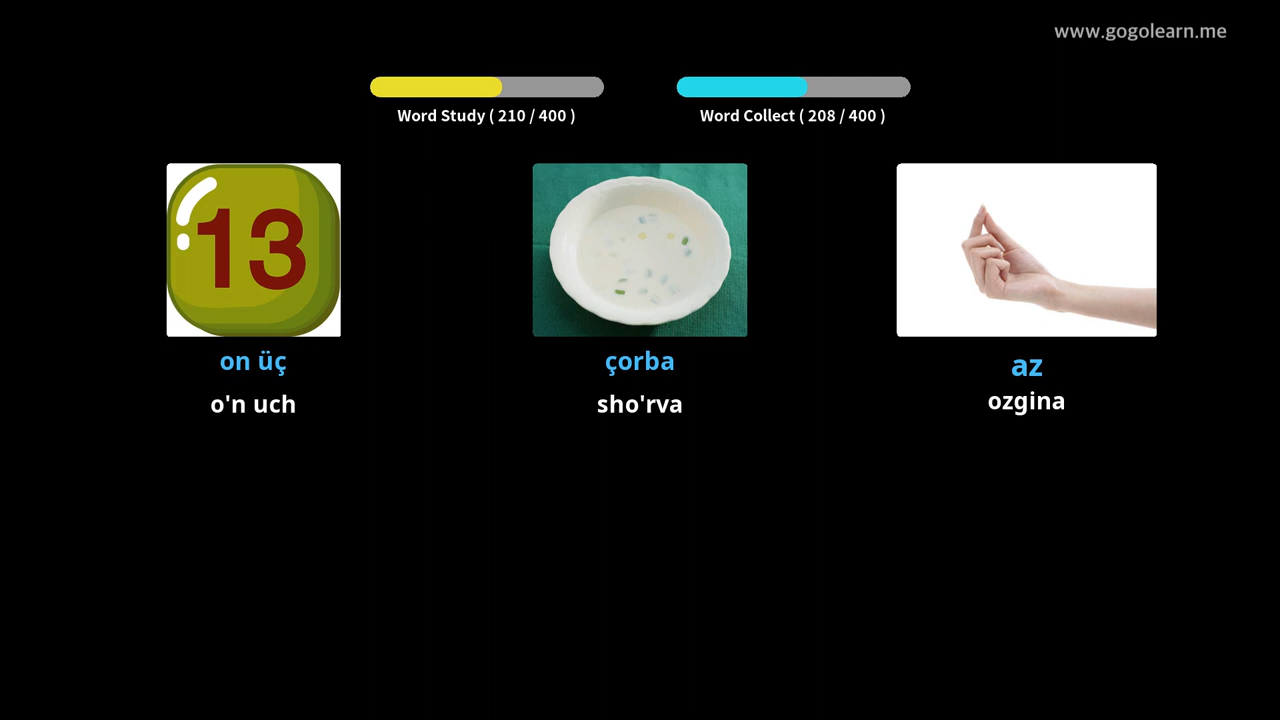 www.gogolearn.me
Word Study ( 210 / 400 )
Word Collect ( 208 / 400 )
13
on üç
o'n uch
çorba
sho'rva
az
ozgina